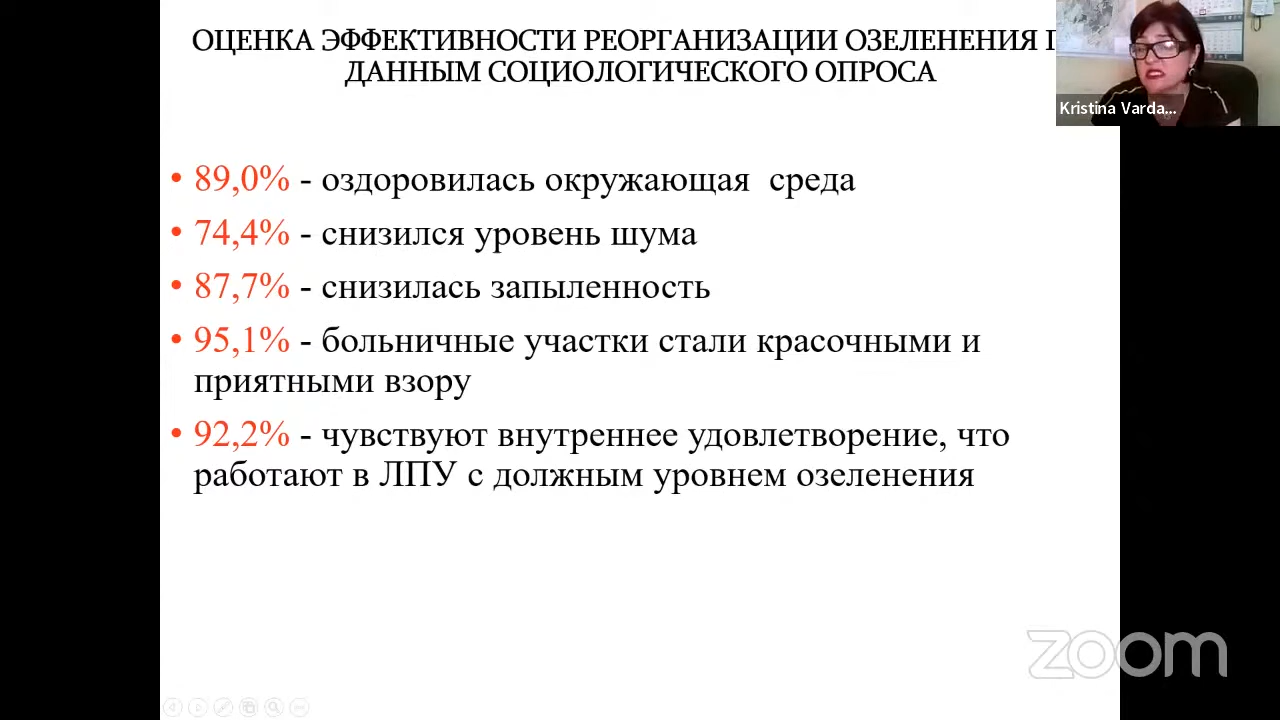 ОЦЕНКА ЭФФЕКТИВНОСТИ РЕОРГАНИЗАЦИИ ОЗЕЛЕНЕНИЯ
ДАННЫМ СОЦИОЛОГИЧЕСКОГО ОПРОСА
Kristina Varda...
• 89,0% - оздоровилась окружающая среда
• 74,4% - снизился уровень шума
• 87,7% - снизилась запыленность
• 95,1% - больничные участки стали красочными и
приятными взору
• 92,2% - чувствуют внутреннее удовлетворение, что
работают в ЛПУ с должным уровнем озеленения
zoom